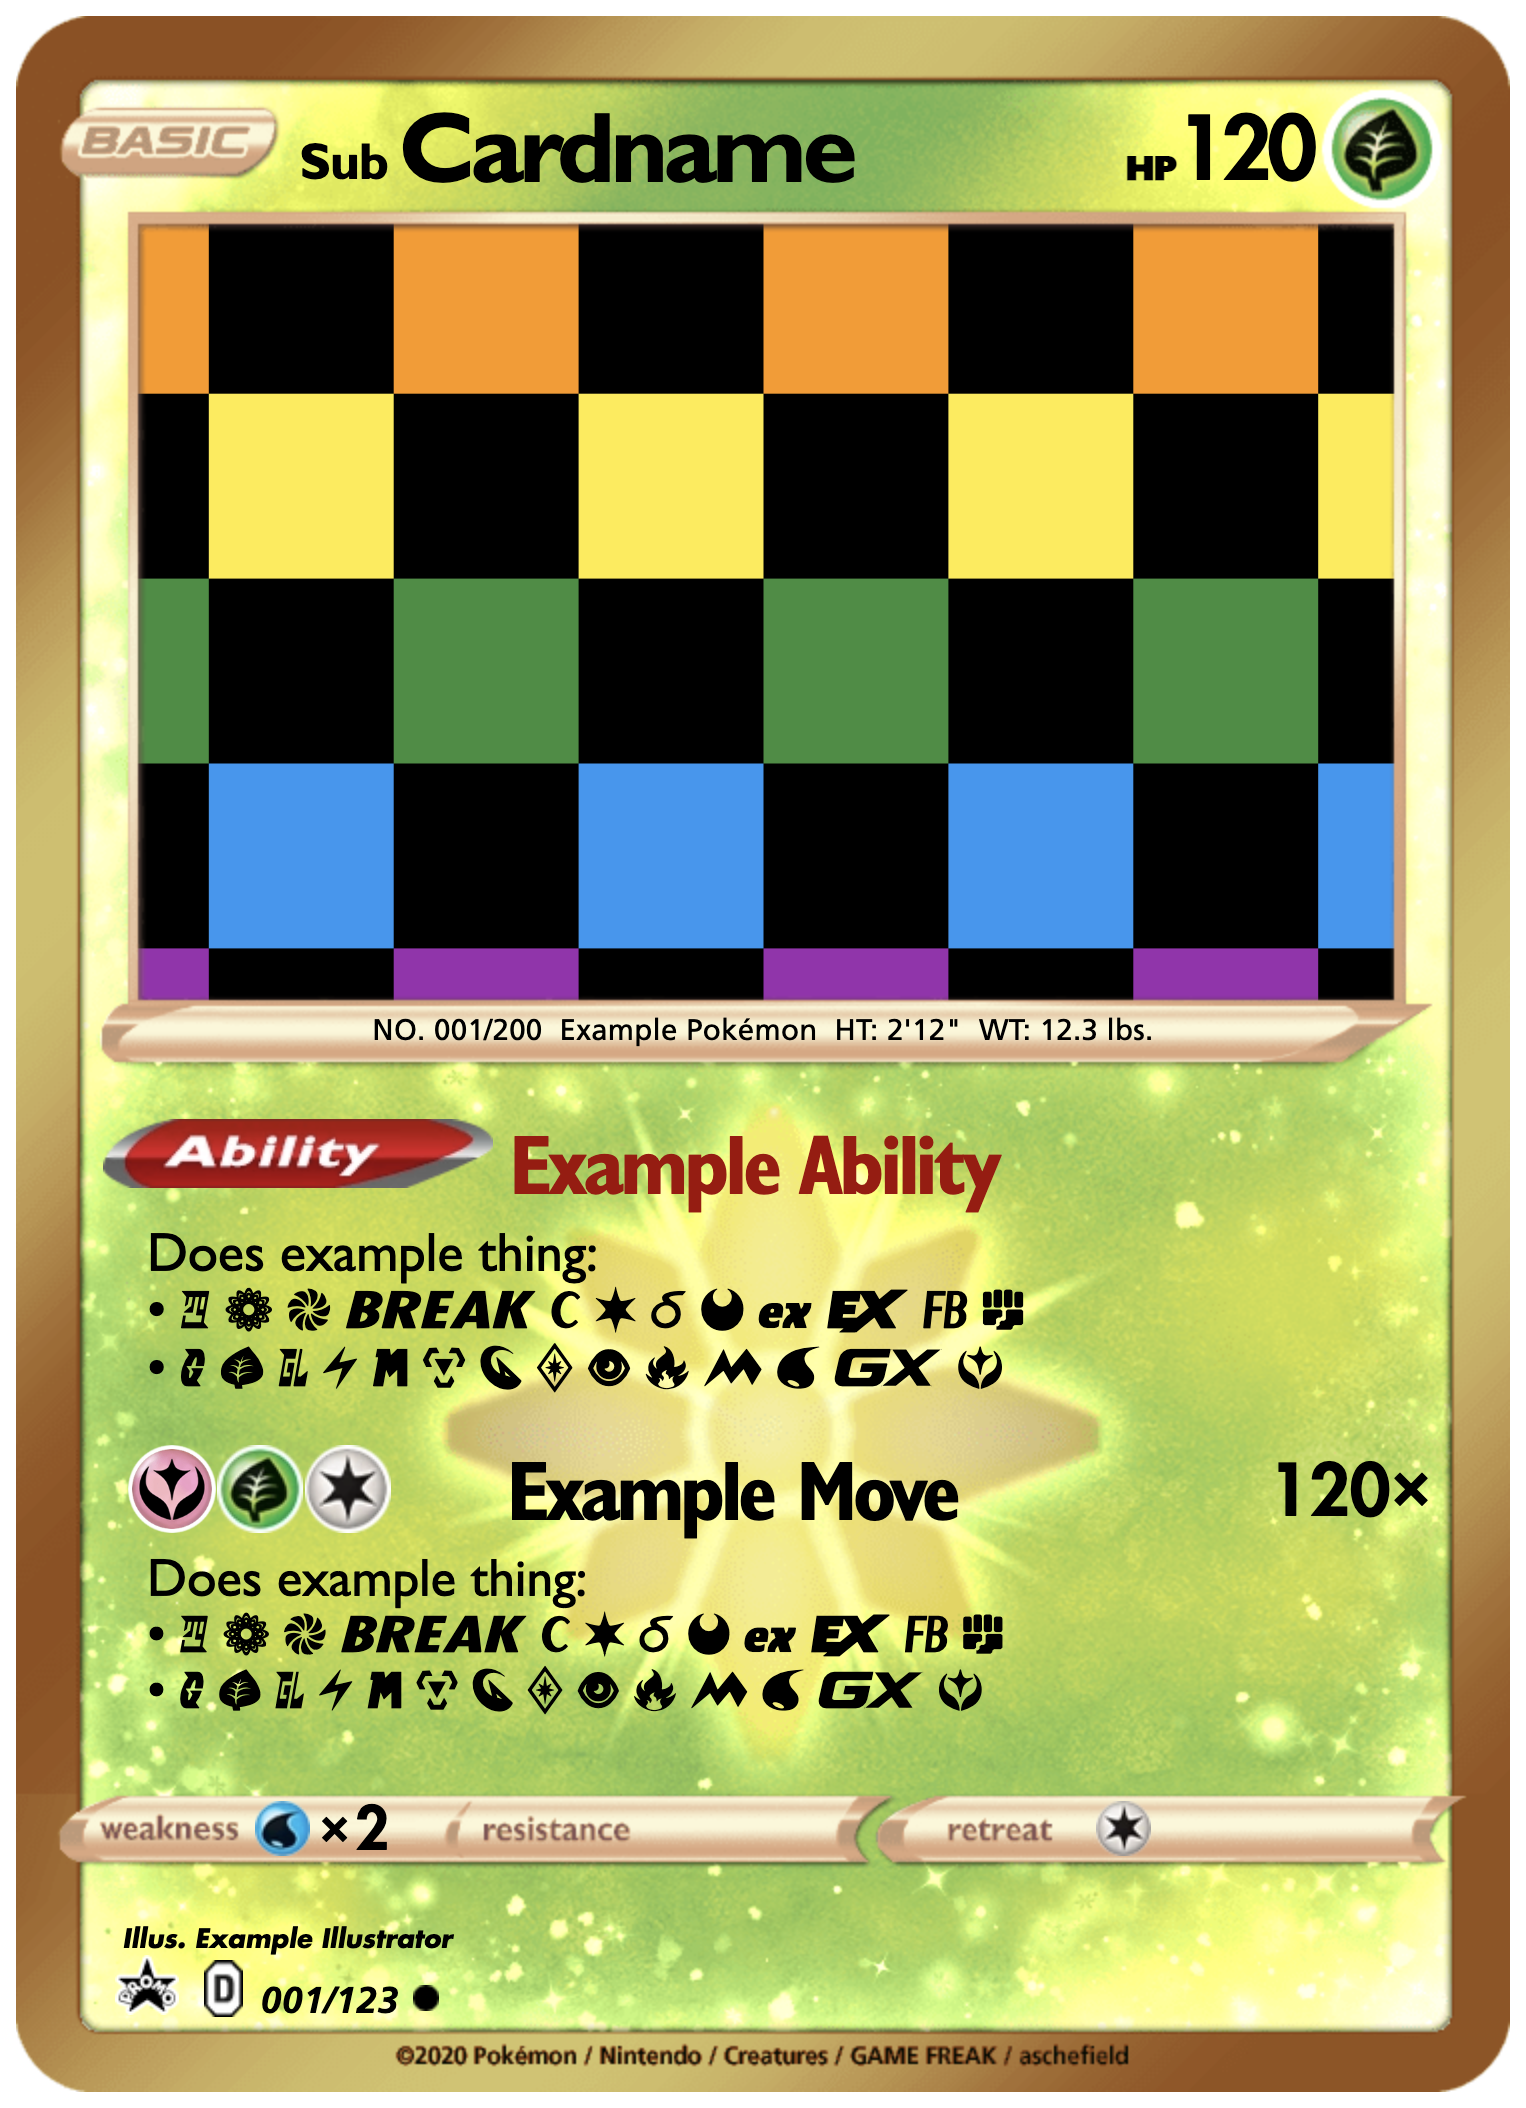 BASIC Sub Cardname HP 120
NO. 001/200 Example Pokémon HT: 2'12" WT: 12.3 lbs.
Ability Example Ability
Does example thing:
• BREAK C δ ex EX FB
• G GL M GX
Example Move 120×
Does example thing:
• BREAK C δ ex EX FB
• G GL M GX
weakness ×2 resistance retreat
Illus. Example Illustrator
PROMO D 001/123 ●
©2020 Pokémon / Nintendo / Creatures / GAME FREAK / aschefield